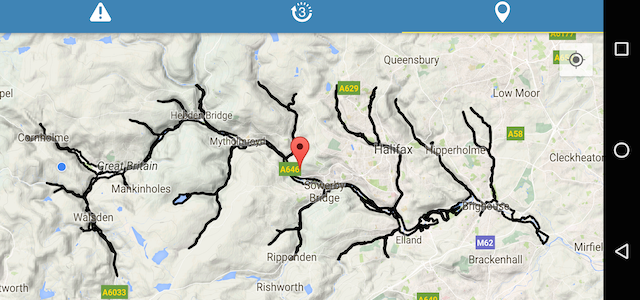 3
A6177
Queensbury
pel
A629
Low Moor
Hebden Bridge
A58
Cornholme
Mytholmroyd
Halifax
Hipperholme
Cleckheaton
Great Britain
A646
Mankinholes
Sowerby
Bridge
Brighouse
Walsden
Elland
M62
Mirfiel
Ripponden
Brackenhall
tworth
Rishworth
A6033
A640